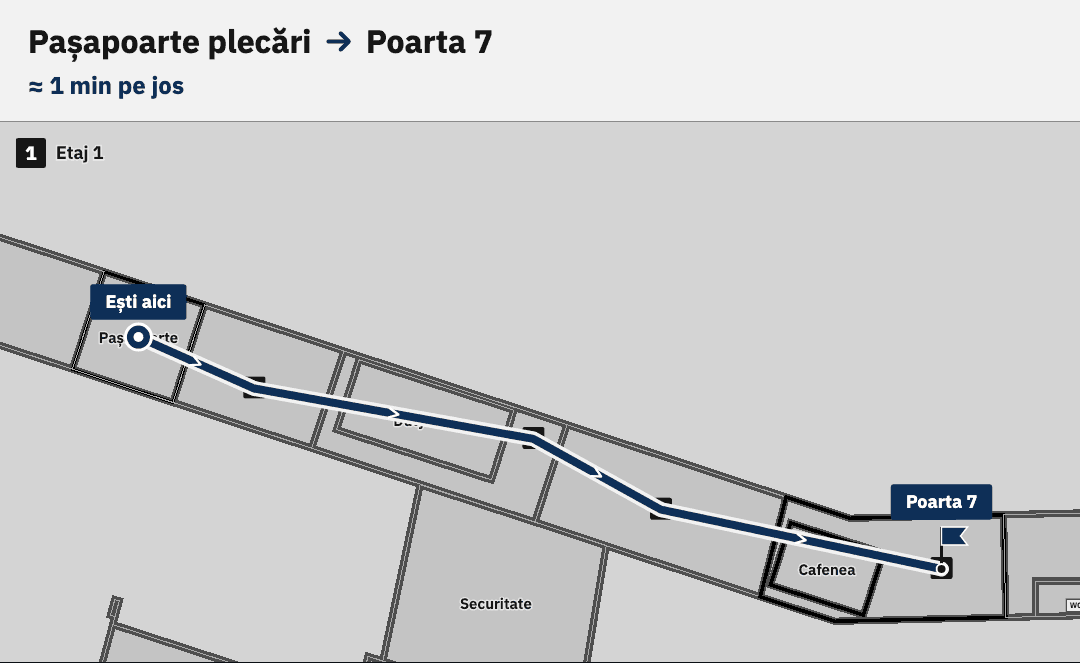 Pașapoarte plecări → Poarta 7
≈ 1 min pe jos
1 Etaj 1
Ești aici
Poarta 7
Cafenea
Securitate